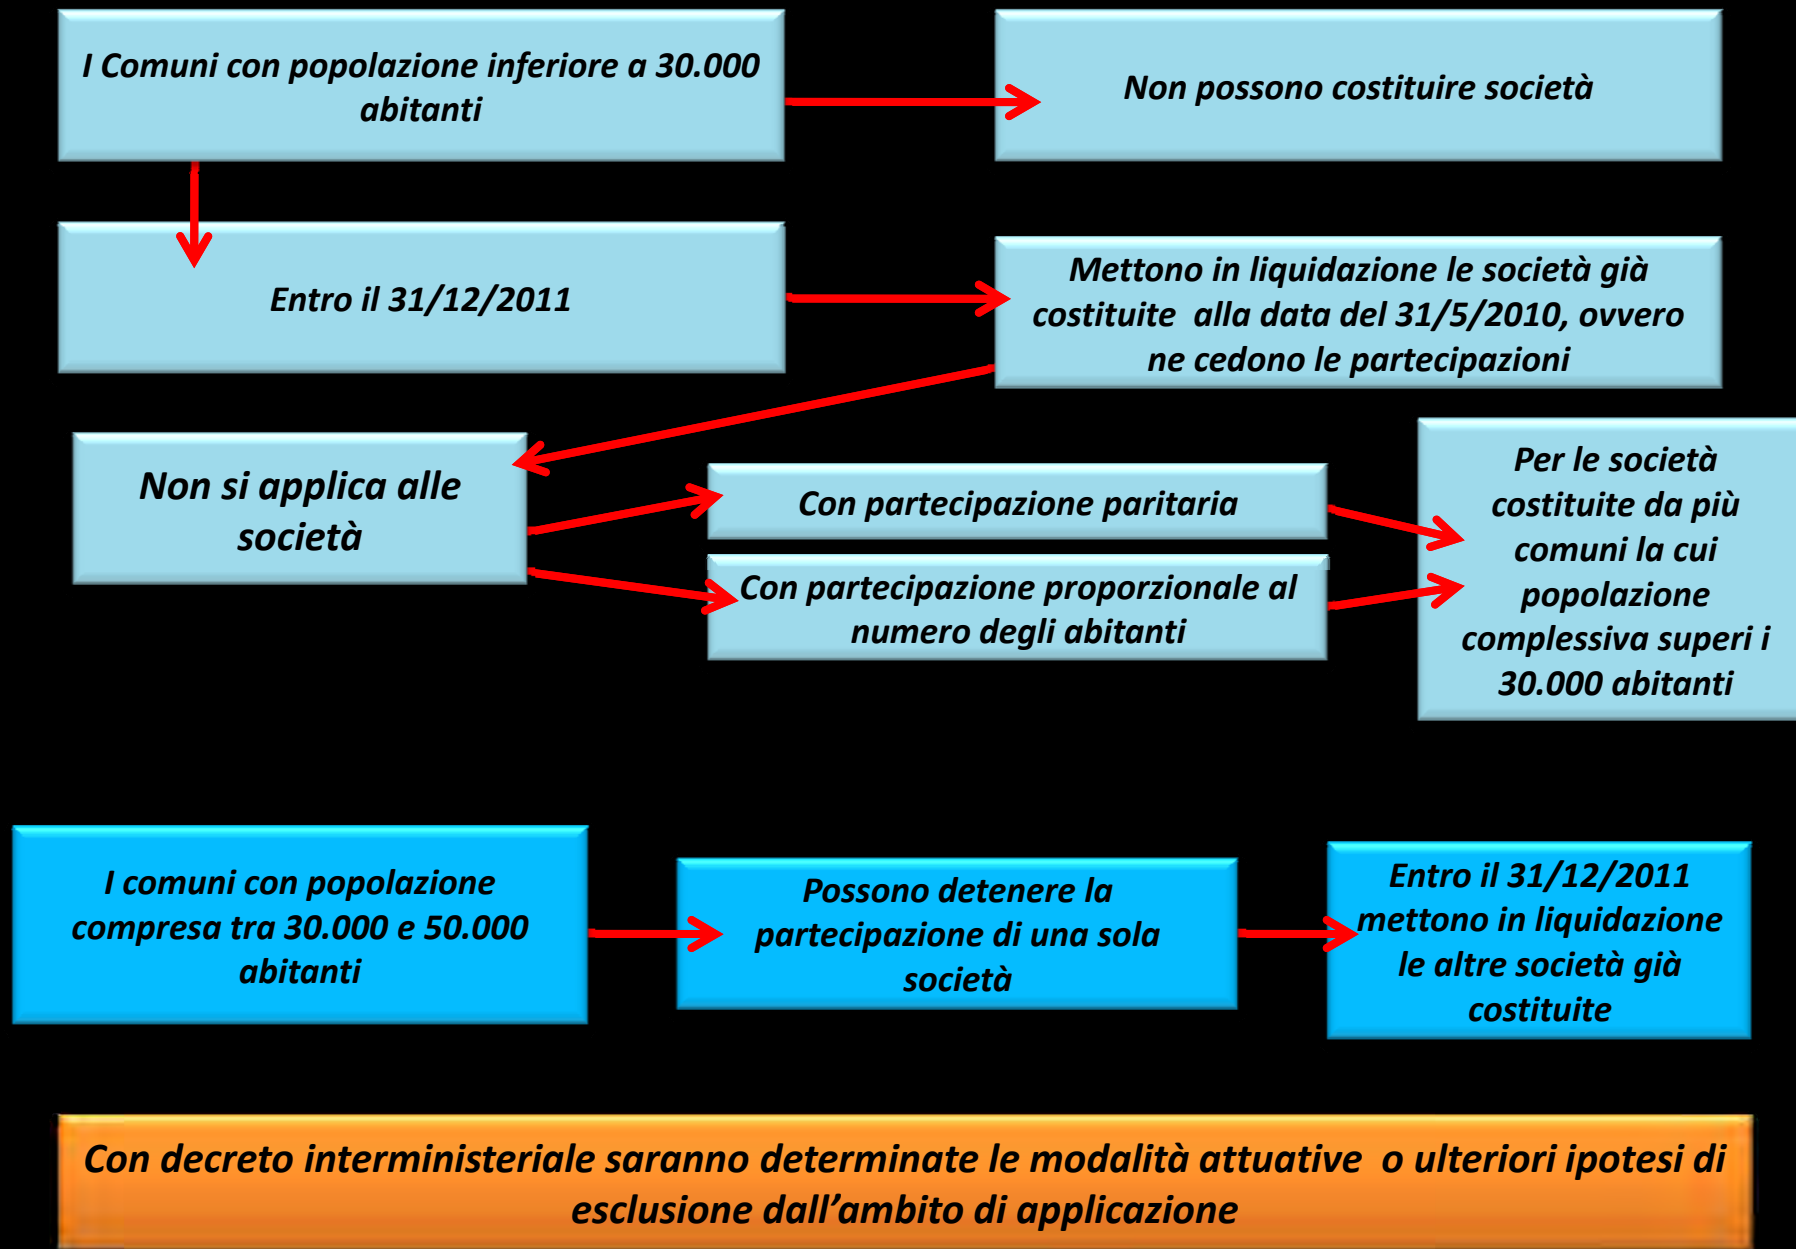 I Comuni con popolazione inferiore a 30.000
abitanti
Non possono costituire società
Entro il 31/12/2011
Mettono in liquidazione le società già
costituite alla data del 31/5/2010, ovvero
ne cedono le partecipazioni
Non si applica alle
società
Con partecipazione paritaria
Con partecipazione proporzionale al
numero degli abitanti
Per le società
costituite da più
comuni la cui
popolazione
complessiva superi i
30.000 abitanti
I comuni con popolazione
compresa tra 30.000 e 50.000
abitanti
Possono detenere la
partecipazione di una sola
società
Entro il 31/12/2011
mettono in liquidazione
le altre società già
costituite
Con decreto interministeriale saranno determinate le modalità attuative o ulteriori ipotesi di
esclusione dall’ambito di applicazione